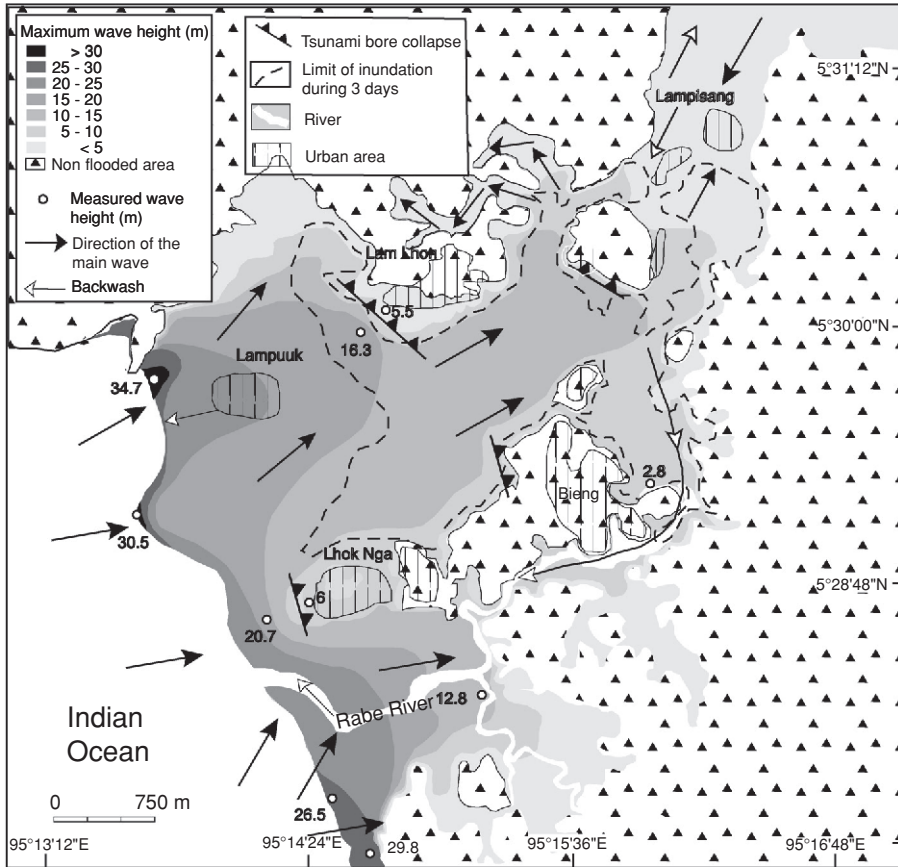 Maximum wave height (m)
> 30
25 - 30
20 - 25
15 - 20
10 - 15
5 - 10
< 5
Non flooded area
Measured wave
height (m)
Direction of the
main wave
Backwash
Tsunami bore collapse
Limit of inundation
during 3 days
River
Urban area
5°31'12"N
Lampisang
Lam Lhon
5.5
5°30'00"N
16.3
Lampuuk
34.7
2.8
Bieng
30.5
Lhok Nga
5°28'48"N
6
20.7
12.8
Rabe River
Indian
Ocean
0 750 m
26.5
29.8
95°13'12"E 95°14'24"E 95°15'36"E 95°16'48"E